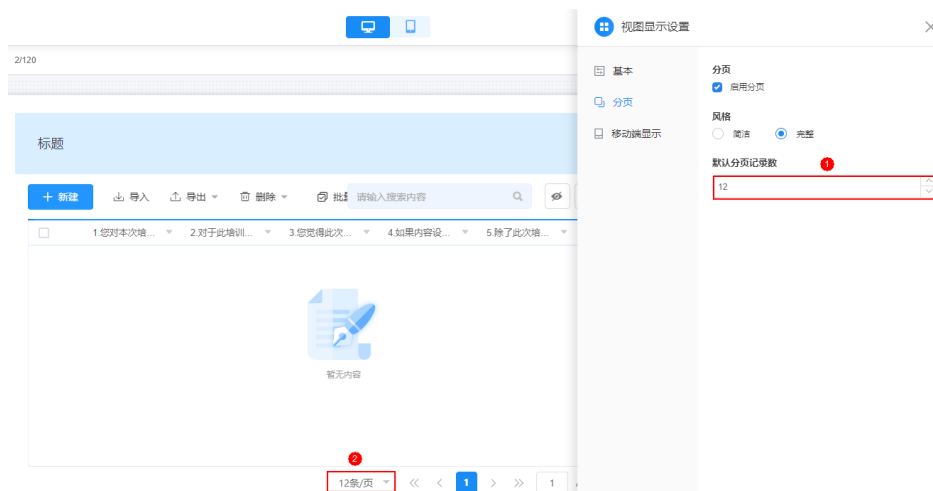 视图显示设置
2/120
基本
分页
移动端显示
分页
启用分页
风格
简洁
完整
默认分页记录数
1
12
标题
新建
导入
导出
删除
批量
请输入搜索内容
1.您对本次培...
2.对于此培训...
3.您觉得此次...
4.如果内容设...
5.除了此次培...
暂无内容
2
12条/页
1
1